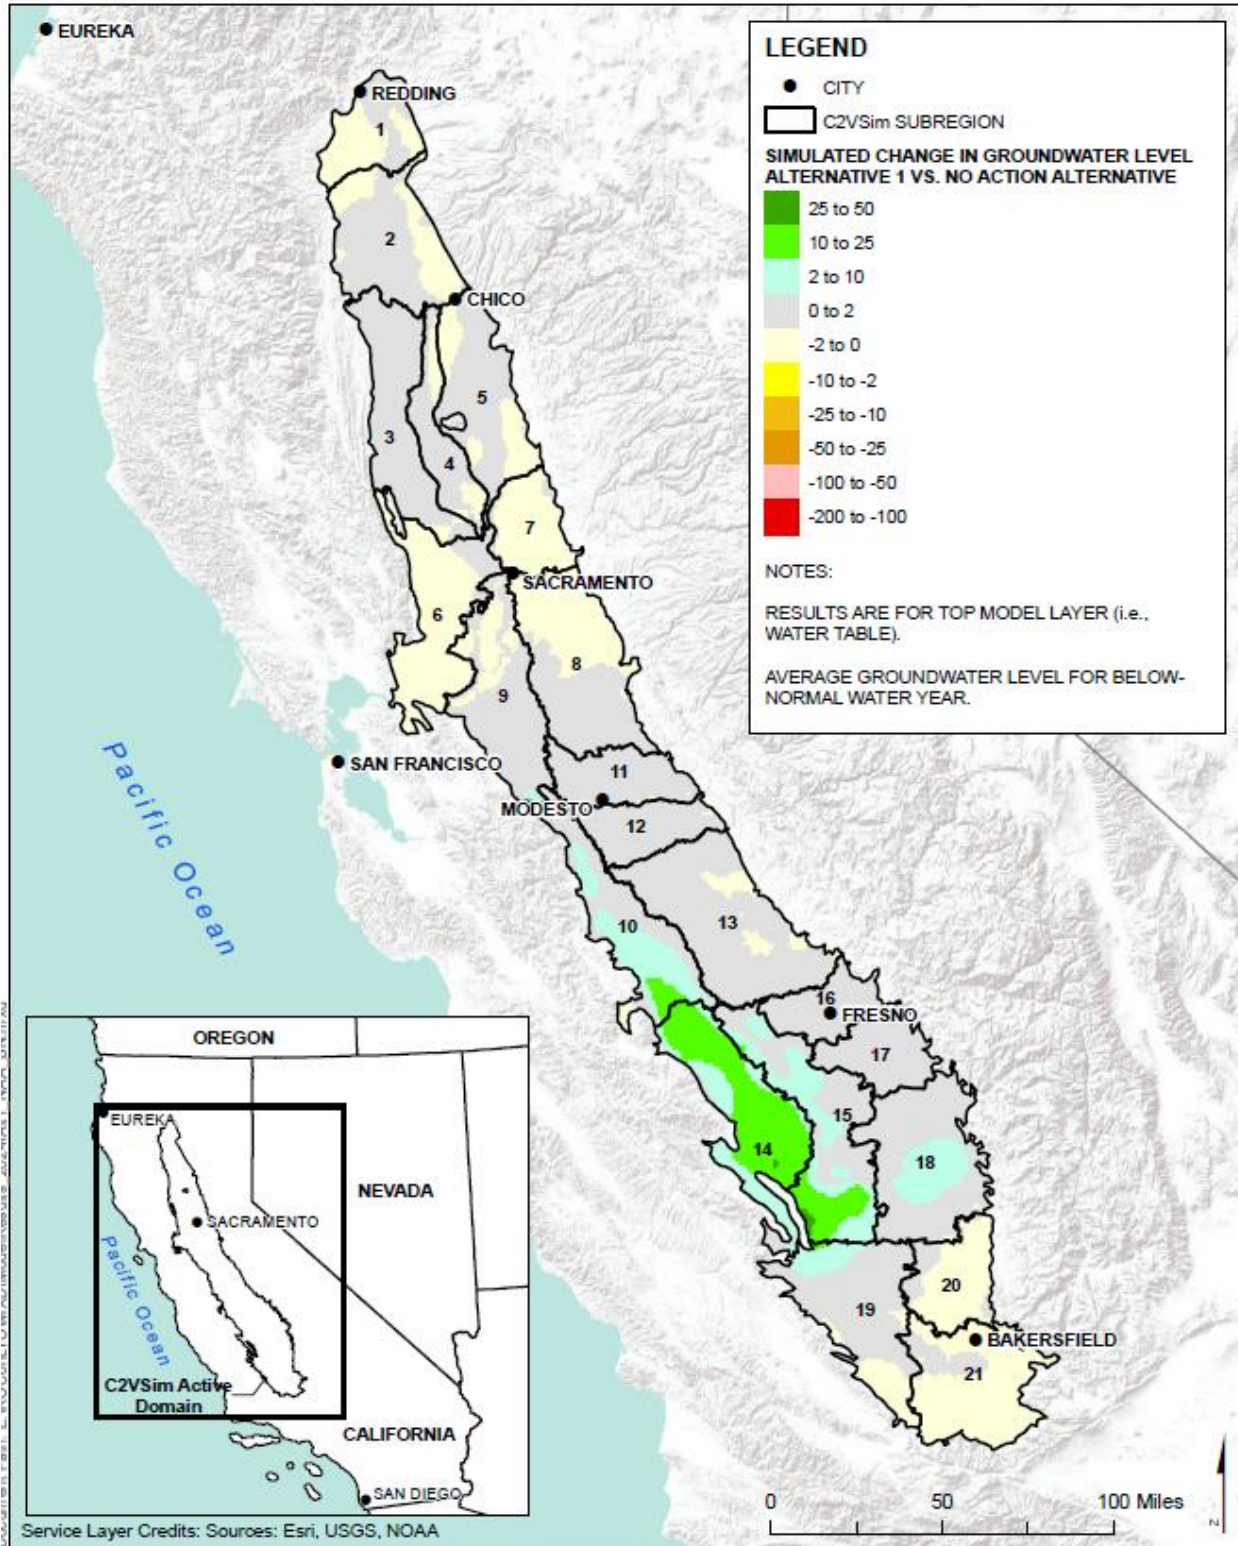 EUREKA
REDDING
1
2
CHICO
3
4
5
6
7
SACRAMENTO
8
9
SAN FRANCISCO
11
MODESTO
12
10
13
16
FRESNO
17
15
14
18
19
20
BAKERSFIELD
21
Pacific Ocean
LEGEND
CITY
C2VSim SUBREGION
SIMULATED CHANGE IN GROUNDWATER LEVEL
ALTERNATIVE 1 VS. NO ACTION ALTERNATIVE
25 to 50
10 to 25
2 to 10
0 to 2
-2 to 0
-10 to -2
-25 to -10
-50 to -25
-100 to -50
-200 to -100
NOTES:
RESULTS ARE FOR TOP MODEL LAYER (i.e.,
WATER TABLE).
AVERAGE GROUNDWATER LEVEL FOR BELOW-
NORMAL WATER YEAR.
OREGON
EUREKA
NEVADA
SACRAMENTO
Pacific Ocean
C2VSim Active
Domain
CALIFORNIA
SAN DIEGO
Service Layer Credits: Sources: Esri, USGS, NOAA
0 50 100 Miles
Z